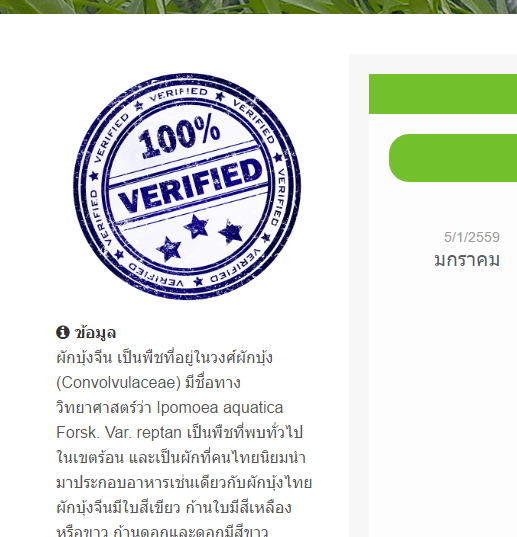 VERIFIED VERIFIED VERIFIED VERIFIED VERIFIED VERIFIED VERIFIED VERIFIED
100%
VERIFIED
ข้อมูล
ผักบุ้งจีน เป็นพืชที่อยู่ในวงศ์ผักบุ้ง
(Convolvulaceae) มีชื่อทาง
วิทยาศาสตร์ว่า Ipomoea aquatica
Forsk. Var. reptan เป็นพืชที่พบทั่วไป
ในเขตร้อน และเป็นผักที่คนไทยนิยมนำ
มาประกอบอาหารเช่นเดียวกับผักบุ้งไทย
ผักบุ้งจีนมีใบสีเขียว ก้านใบมีสีเหลือง
หรือขาว ก้านดอกและดอกมีสีขาว
5/1/2559
มกราคม